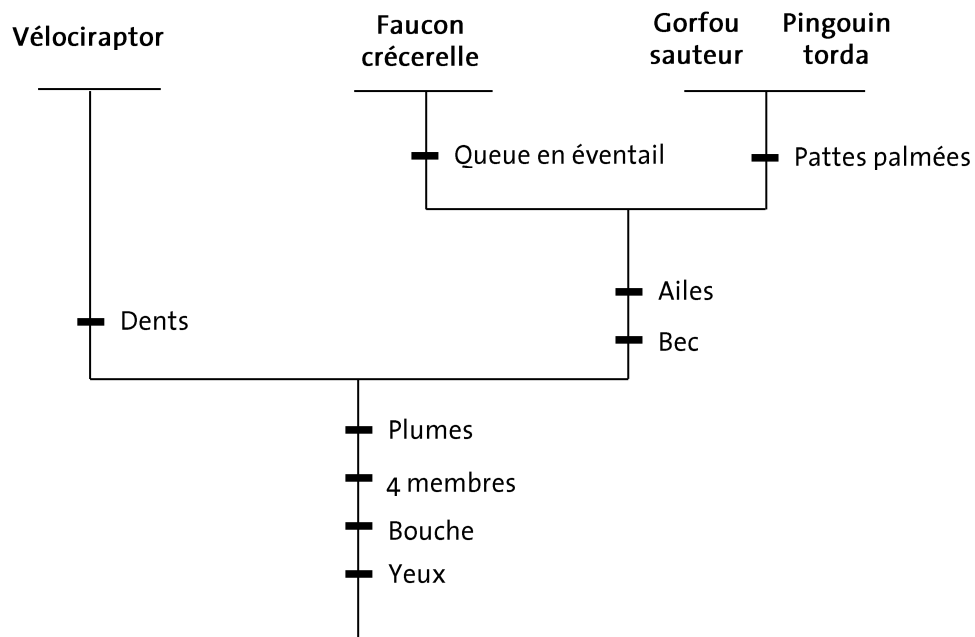 Vélociraptor
Faucon
crécerelle
Gorfou
sauteur
Pingouin
torda
Queue en éventail
Pattes palmées
Ailes
Dents
Bec
Plumes
4 membres
Bouche
Yeux